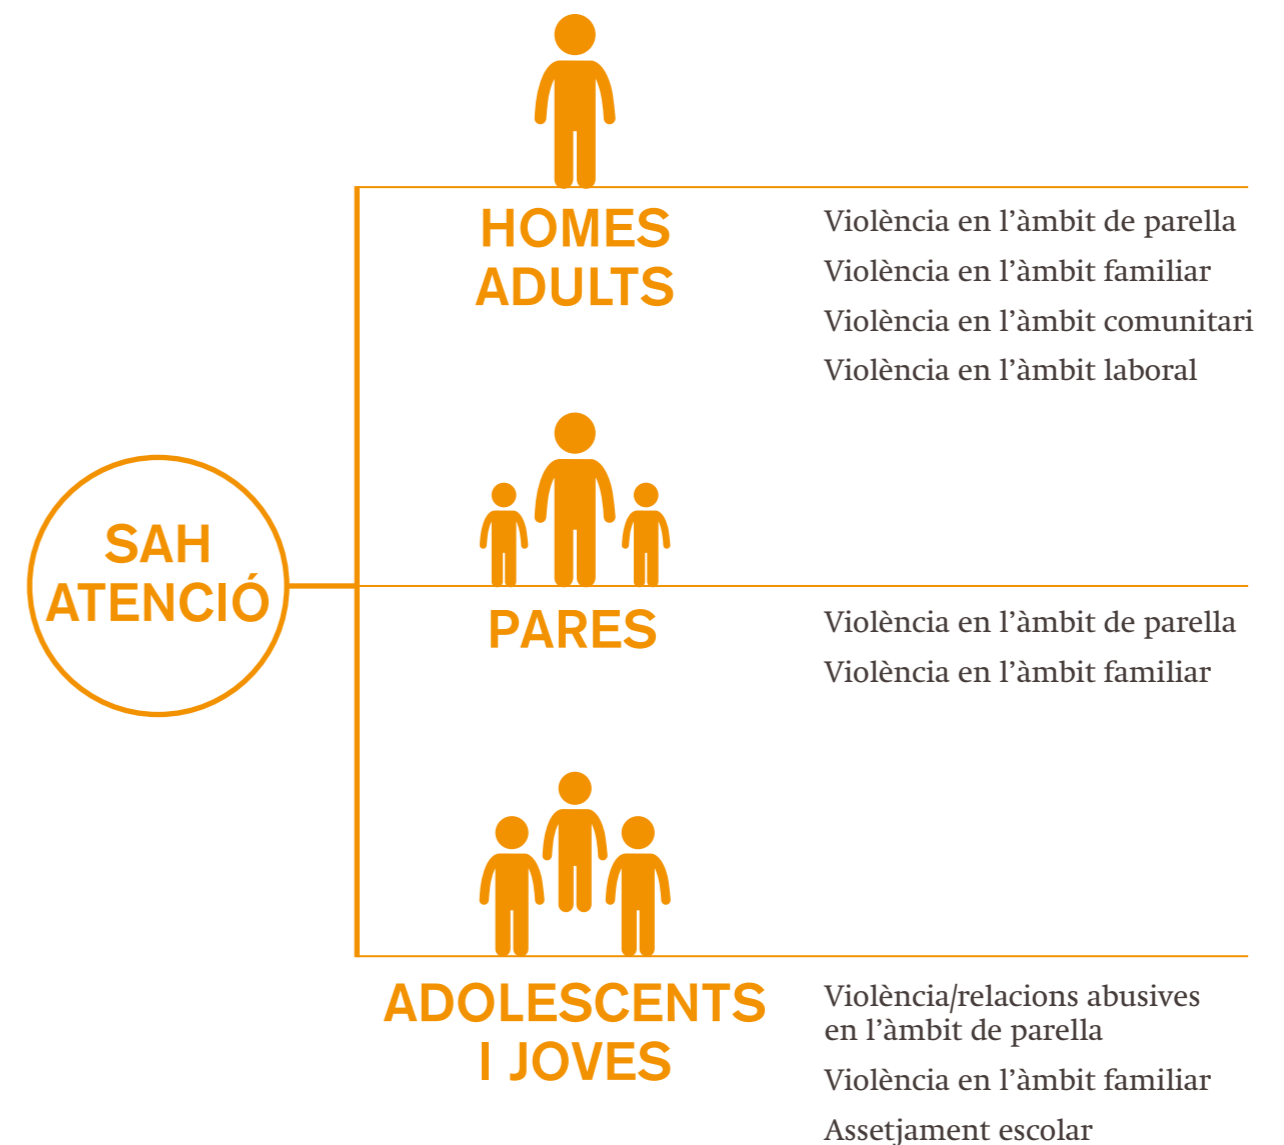 SAH
ATENCIÓ
HOMES
ADULTS
Violència en l’àmbit de parella
Violència en l’àmbit familiar
Violència en l’àmbit comunitari
Violència en l’àmbit laboral
PARES
Violència en l’àmbit de parella
Violència en l’àmbit familiar
ADOLESCENTS
I JOVES
Violència/relacions abusives
en l’àmbit de parella
Violència en l’àmbit familiar
Assetjament escolar